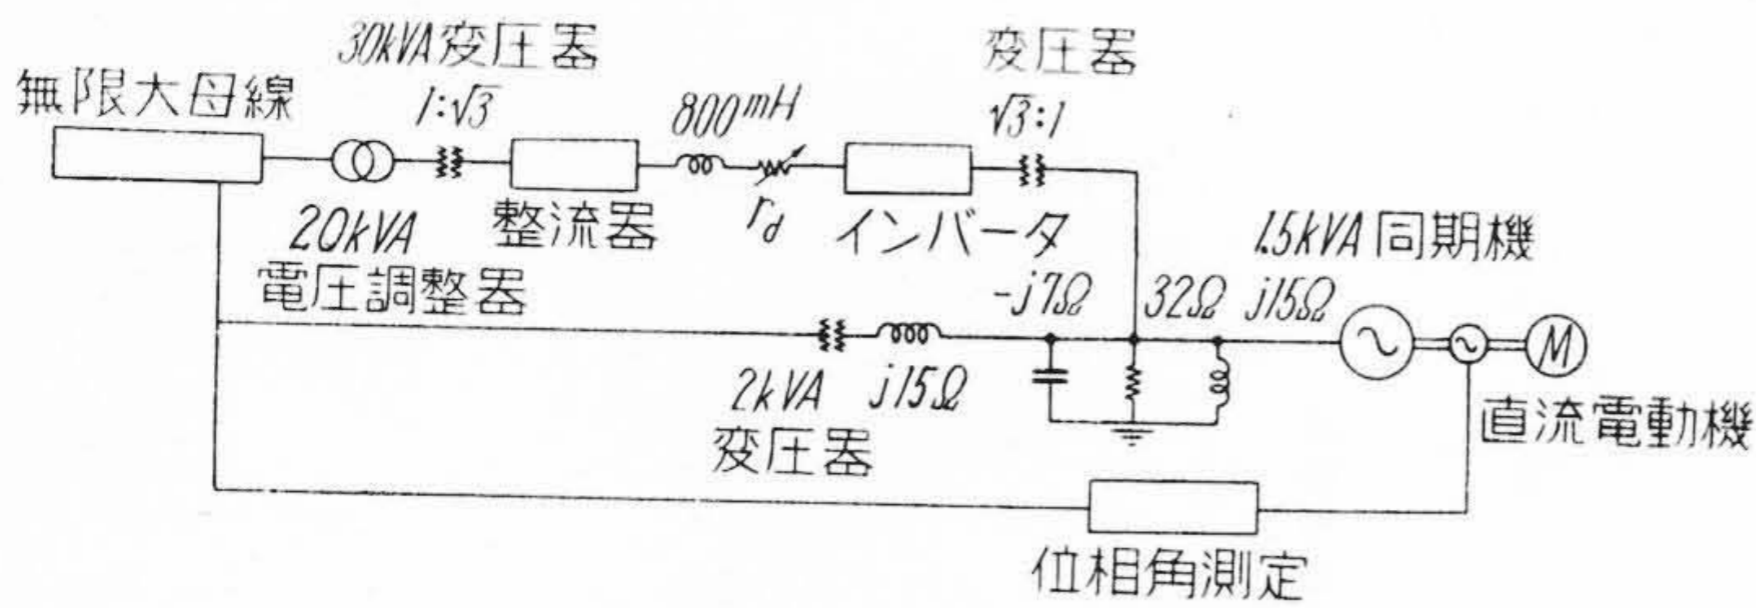 無限大母線
30kVA変圧器
1:√3
20kVA
電圧調整器
整流器
800mH
rd
インバータ
変圧器
√3:1
2kVA
変圧器
j15Ω
-j7Ω
32Ω
j15Ω
1.5kVA同期機
M
直流電動機
位相角測定